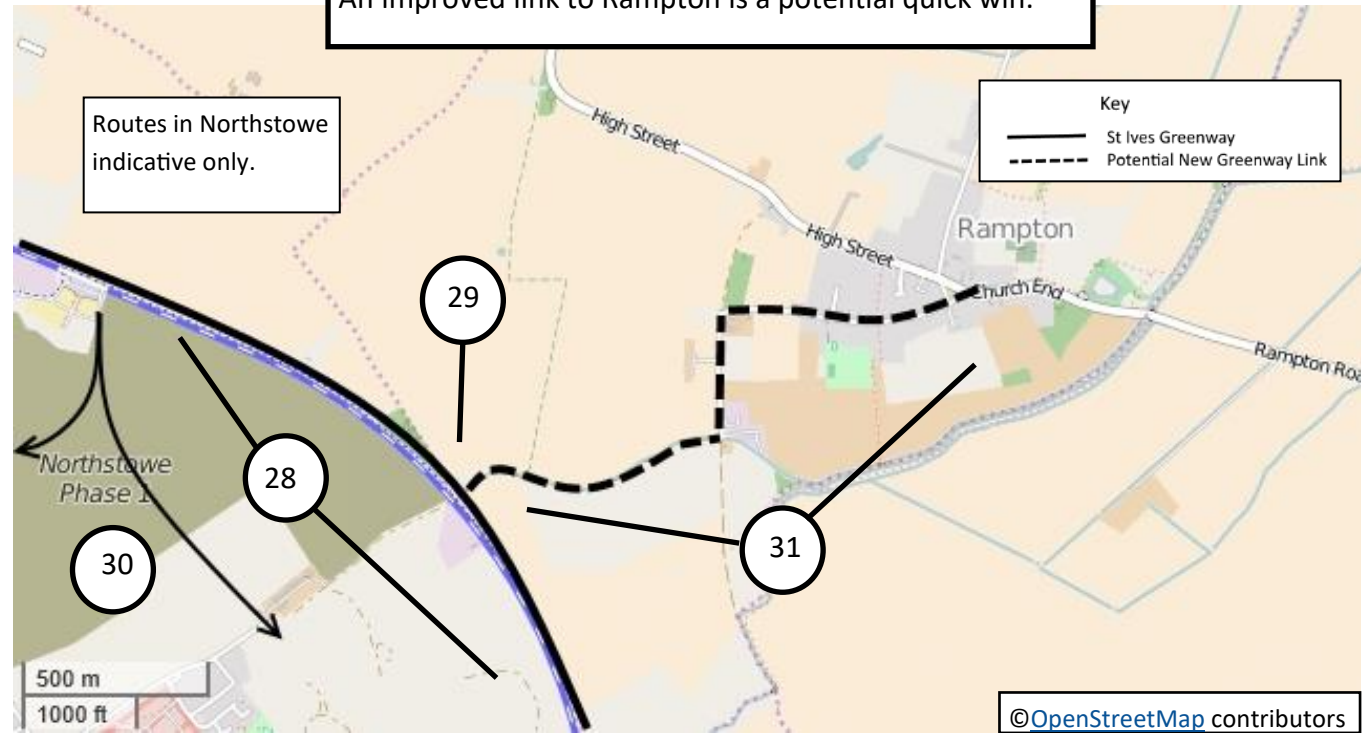 An improved link to Rampton is a potential quick win.
Routes in Northstowe
indicative only.
Key
St Ives Greenway
Potential New Greenway Link
High Street
High Street
Rampton
Church End
Rampton Roa
29
Northstowe
Phase 1
28
30
31
500 m
1000 ft
©OpenStreetMap contributors